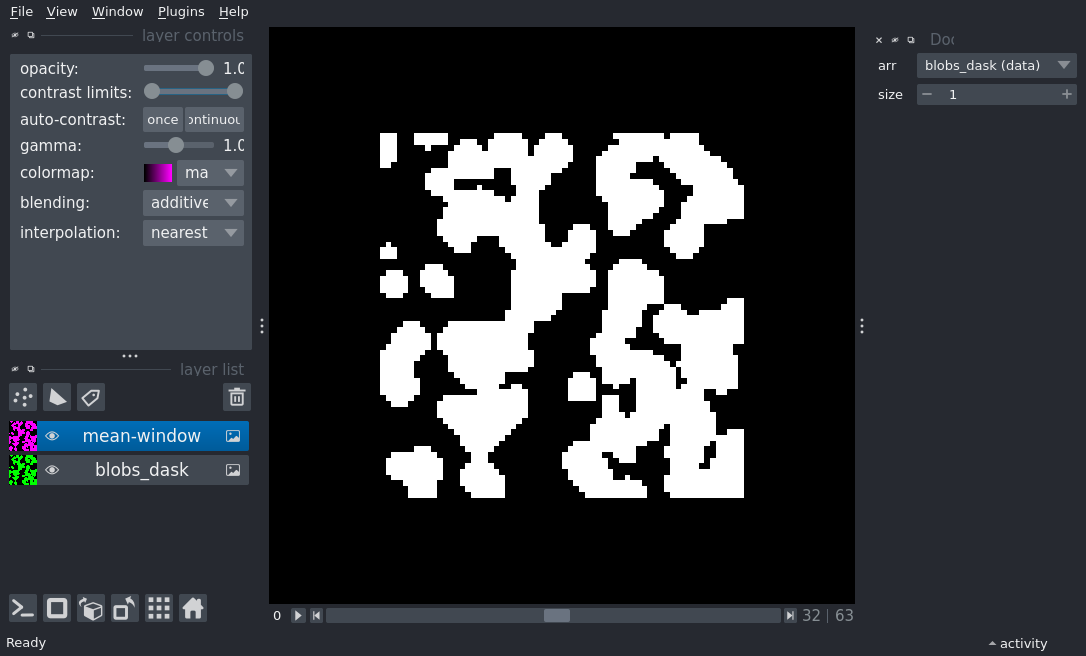 File View Window Plugins Help
layer controls
opacity: 1.0
contrast limits:
auto-contrast: once ontinuou
gamma: 1.0
colormap: ma
blending: additive
interpolation: nearest
layer list
mean-window
blobs_dask
Ready
0 32 | 63
Doc
arr blobs_dask (data)
size 1
activity